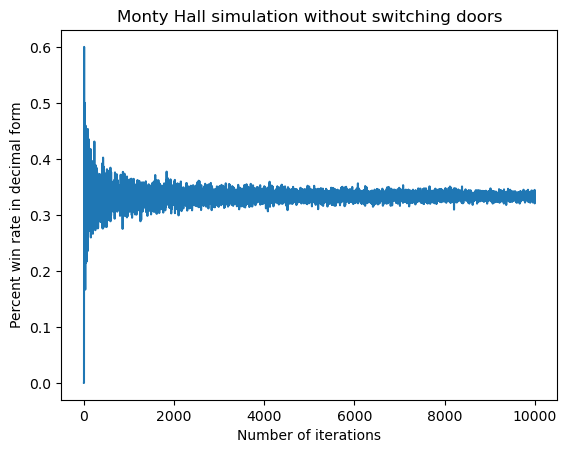 Monty Hall simulation without switching doors
0.6
0.5
0.4
0.3
0.2
0.1
0.0
Percent win rate in decimal form
0 2000 4000 6000 8000 10000
Number of iterations